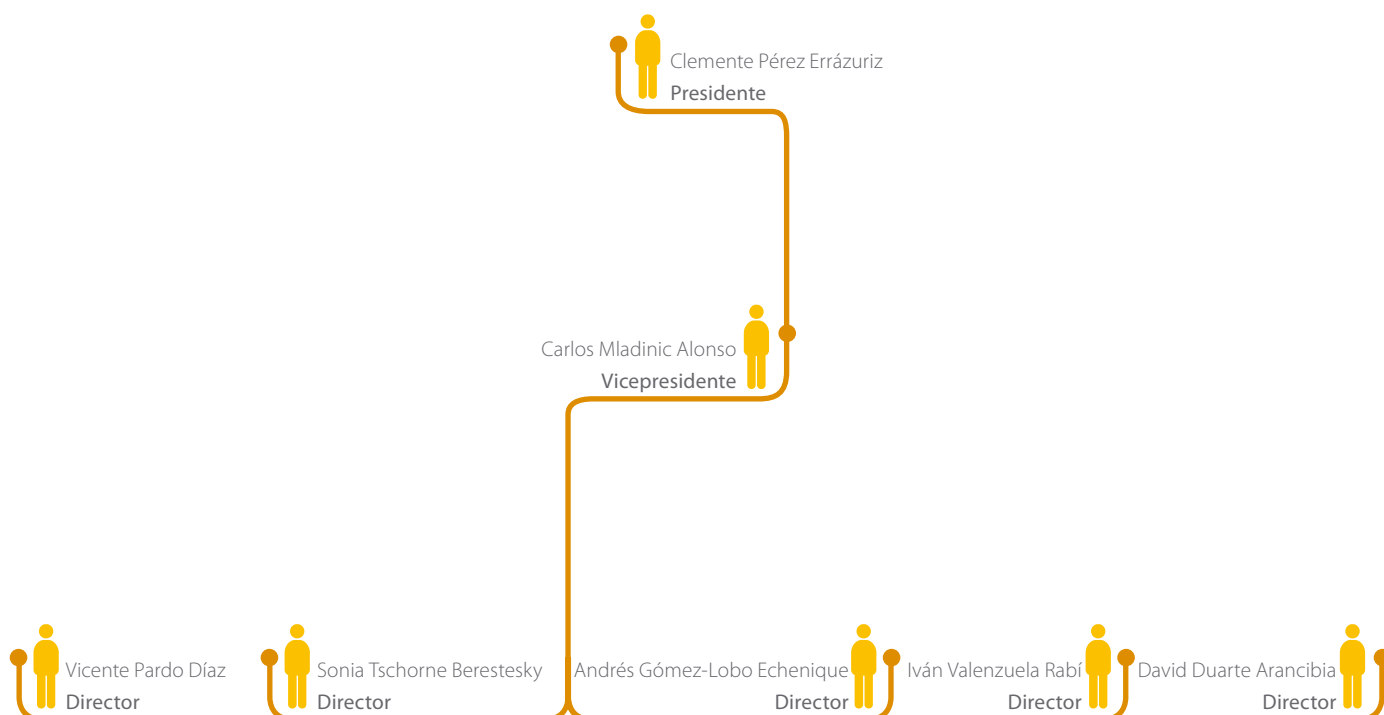 Clemente Pérez Errázuriz
Presidente
Carlos Mladinic Alonso
Vicepresidente
Vicente Pardo Díaz
Director
Sonia Tschorne Berestesky
Director
Andrés Gómez-Lobo Echenique
Director
Iván Valenzuela Rabí
Director
David Duarte Arancibia
Director